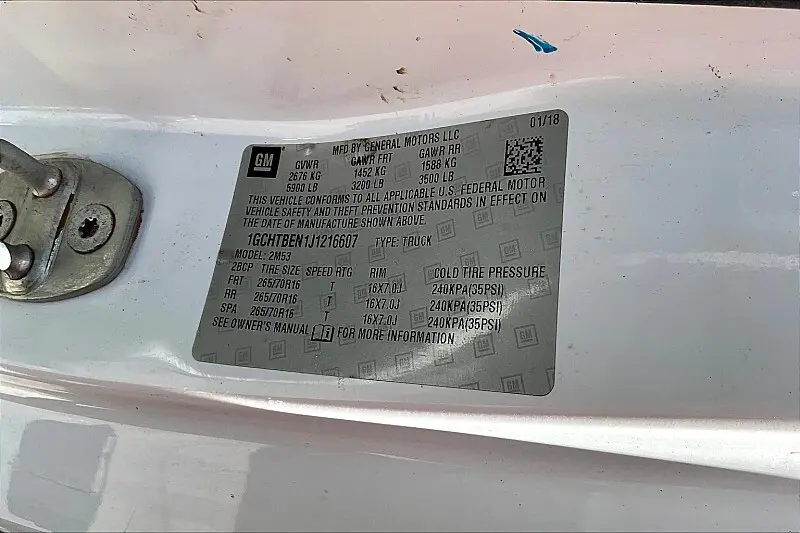 GM
MFD BY GENERAL MOTORS LLC 01/18
GVWR GAWR FRT GAWR RR
2676 KG 1452 KG 1588 KG
5900 LB 3200 LB 3500 LB
THIS VEHICLE CONFORMS TO ALL APPLICABLE U.S. FEDERAL MOTOR
VEHICLE SAFETY AND THEFT PREVENTION STANDARDS IN EFFECT ON
THE DATE OF MANUFACTURE SHOWN ABOVE.
1GCHTBEN1J1216607 TYPE: TRUCK
MODEL: 2M53
2BCP TIRE SIZE SPEED RTG RIM COLD TIRE PRESSURE
FRT 265/70R16 T 16X7.0J 240KPA(35PSI)
RR 265/70R16 T 16X7.0J 240KPA(35PSI)
SPA 265/70R16 T 16X7.0J 240KPA(35PSI)
SEE OWNER'S MANUAL FOR MORE INFORMATION